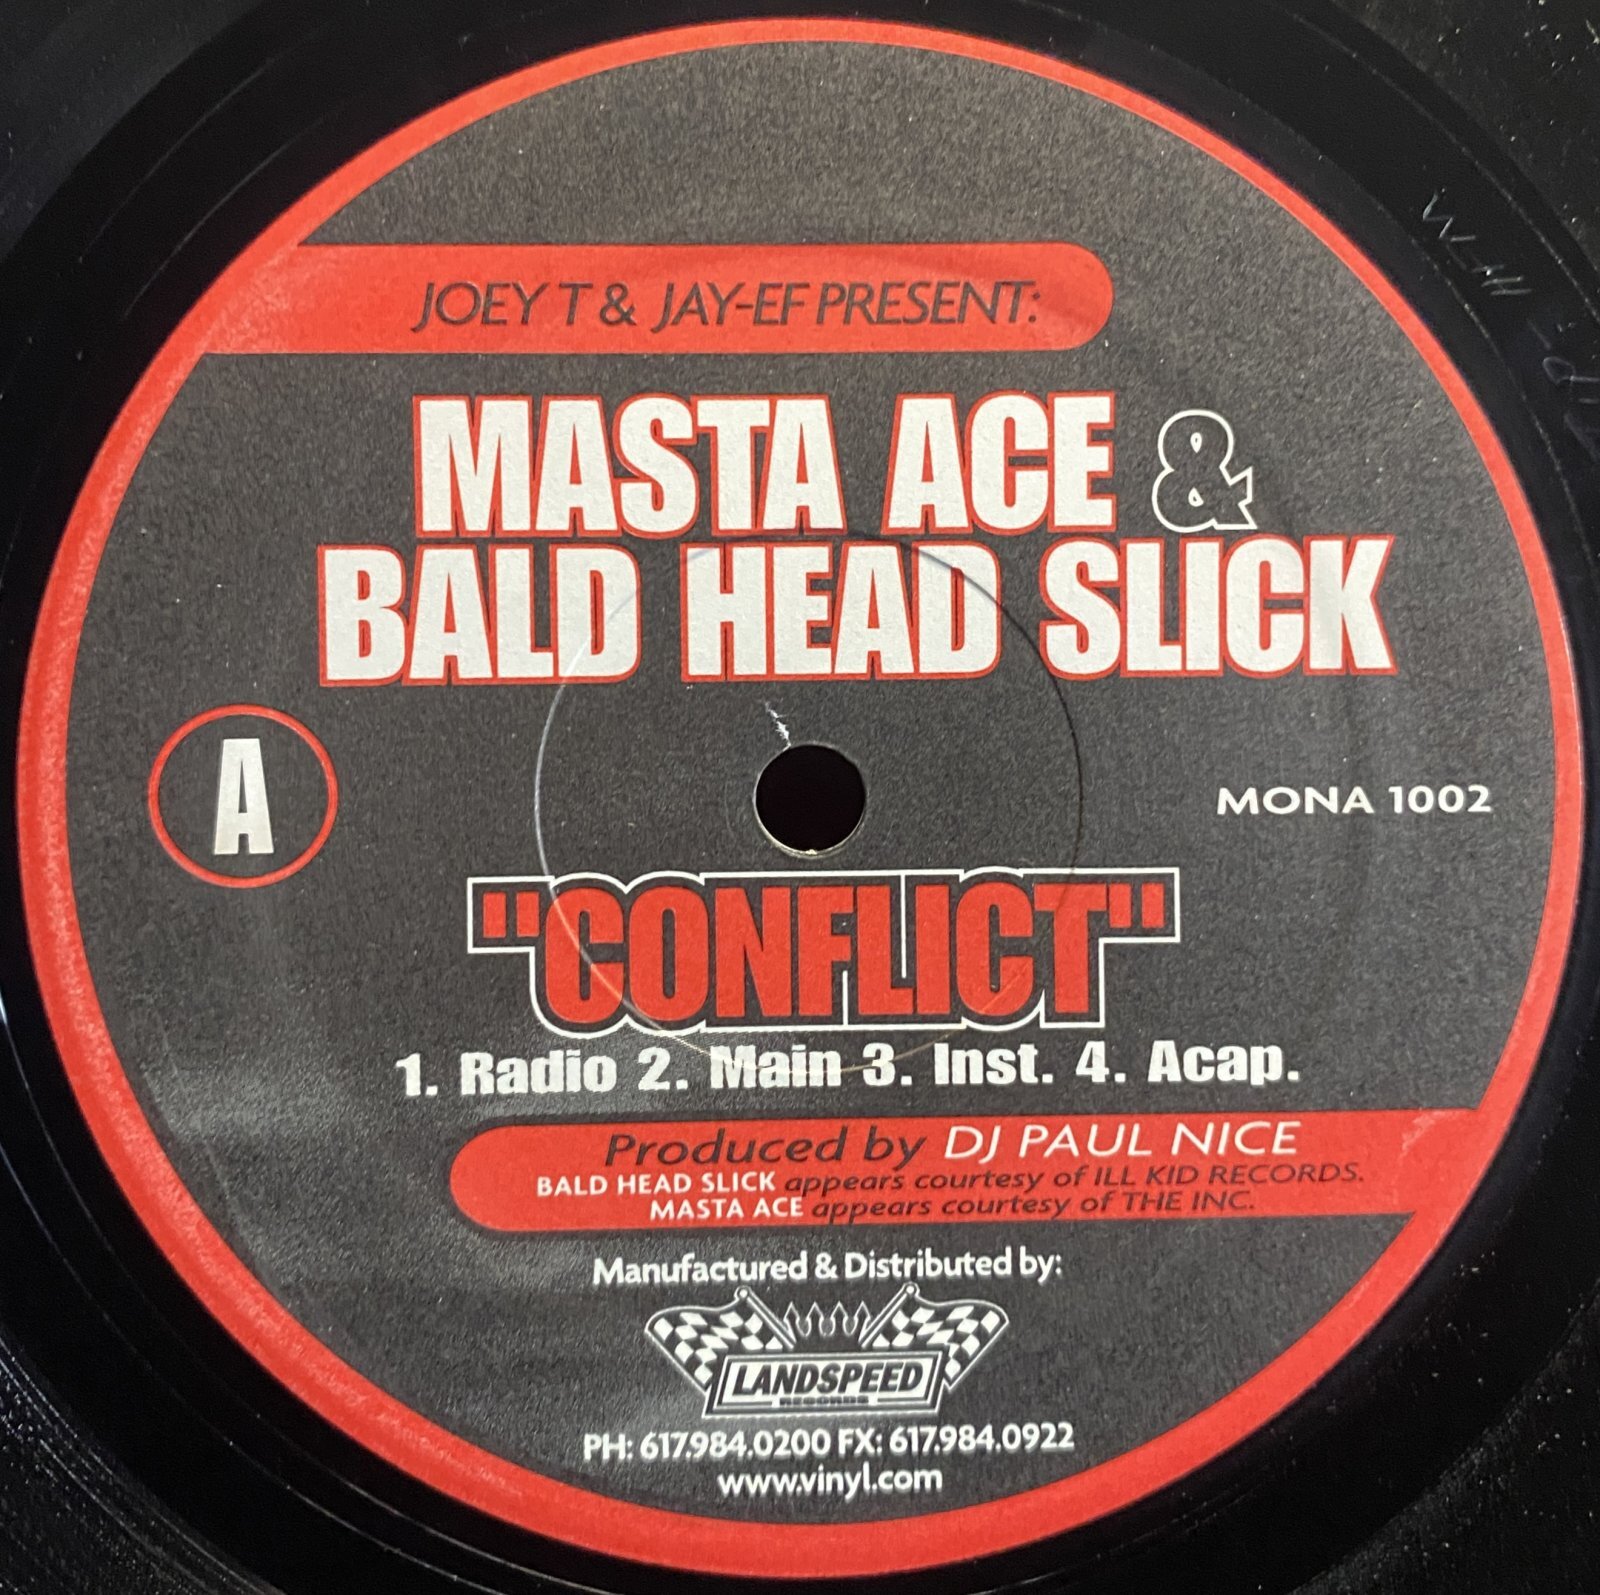 JOEY T & JAY-EF PRESENT:
MASTA ACE &
BALD HEAD SLICK
A
MONA 1002
"CONFLICT"
1. Radio 2. Main 3. Inst. 4. Acap.
Produced by DJ PAUL NICE
BALD HEAD SLICK appears courtesy of ILL KID RECORDS.
MASTA ACE appears courtesy of THE INC.
Manufactured & Distributed by:
LANDSPEED
RECORDS
PH: 617.984.0200 FX: 617.984.0922
www.vinyl.com